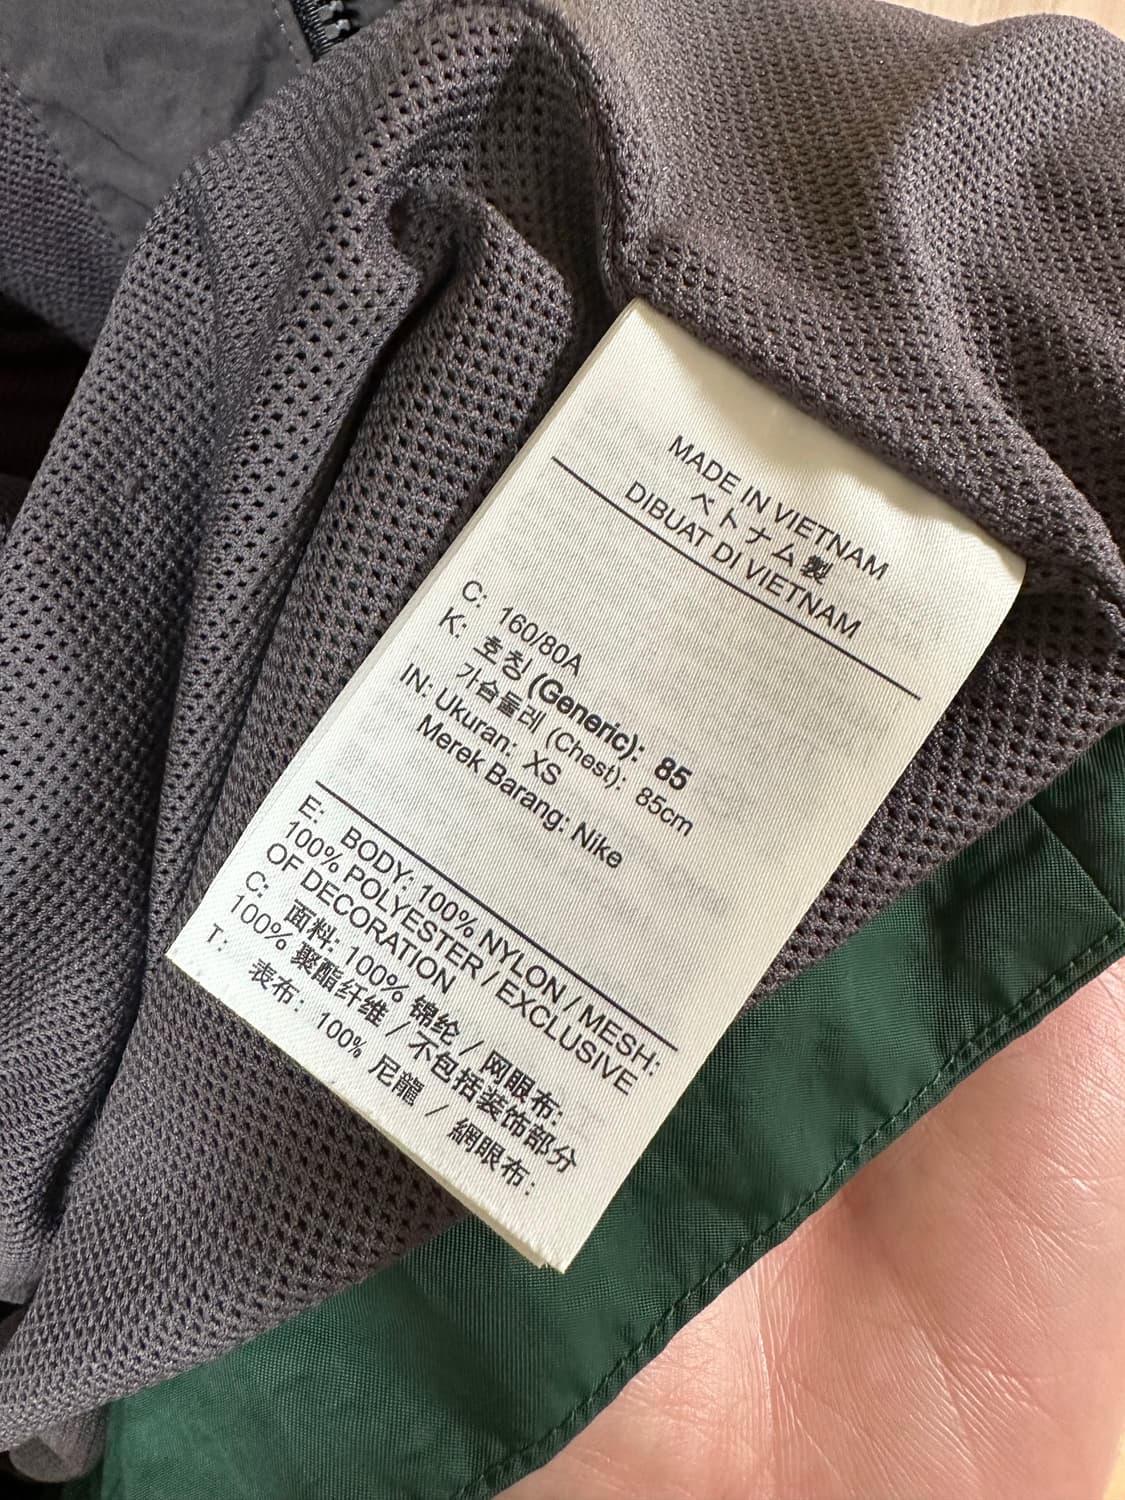 MADE IN VIETNAM
ベトナム製
DIBUAT DI VIETNAM
C: 160/80A
K: 호칭 (Generic): 85
가슴둘레 (Chest): 85cm
IN: Ukuran: XS
Merek Barang: Nike
E: BODY: 100% NYLON / MESH:
100% POLYESTER / EXCLUSIVE
OF DECORATION
C: 面料: 100% 锦纶 / 网眼布:
100% 聚酯纤维 / 不包括装饰部分
T: 表布: 100% 尼龍 / 網眼布: